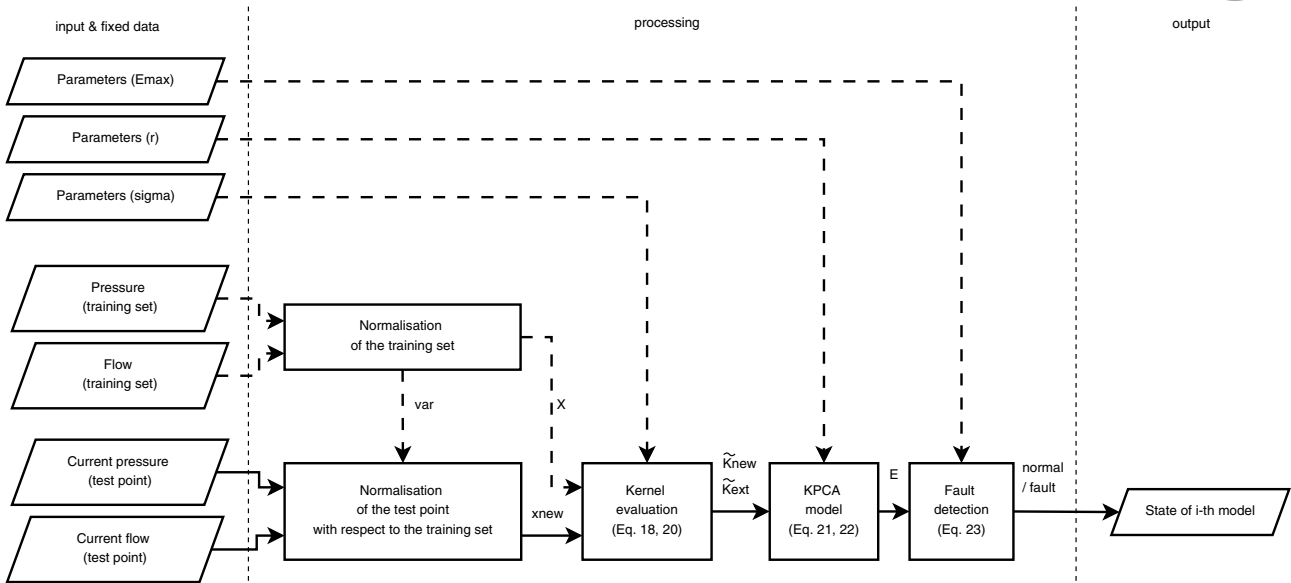 input & fixed data
processing
output
Parameters (Emax)
Parameters (r)
Parameters (sigma)
Pressure
(training set)
Normalisation
of the training set
Flow
(training set)
var
X
Current pressure
(test point)
Current flow
(test point)
Normalisation
of the test point
with respect to the training set
xnew
Kernel
evaluation
(Eq. 18, 20)
K̃new
K̃ext
KPCA
model
(Eq. 21, 22)
E
Fault
detection
(Eq. 23)
normal
/ fault
State of i-th model